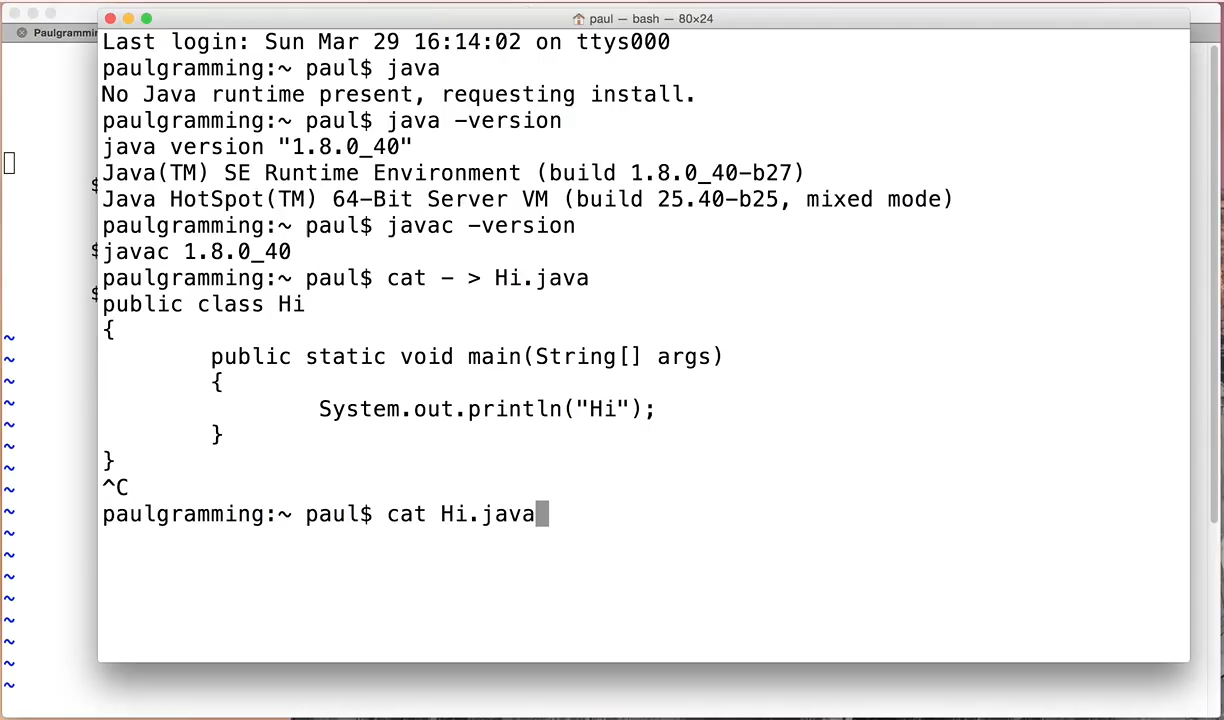 paul — bash — 80×24
Paulgrammin
Last login: Sun Mar 29 16:14:02 on ttys000
paulgramming:~ paul$ java
No Java runtime present, requesting install.
paulgramming:~ paul$ java -version
java version "1.8.0_40"
Java(TM) SE Runtime Environment (build 1.8.0_40-b27)
$
Java HotSpot(TM) 64-Bit Server VM (build 25.40-b25, mixed mode)
paulgramming:~ paul$ javac -version
$
javac 1.8.0_40
paulgramming:~ paul$ cat - > Hi.java
$
public class Hi
{
~
public static void main(String[] args)
~
{
~
System.out.println("Hi");
~
~
}
~
}
~
^C
~
paulgramming:~ paul$ cat Hi.java
~
~
~
~
~
~
~
~
~